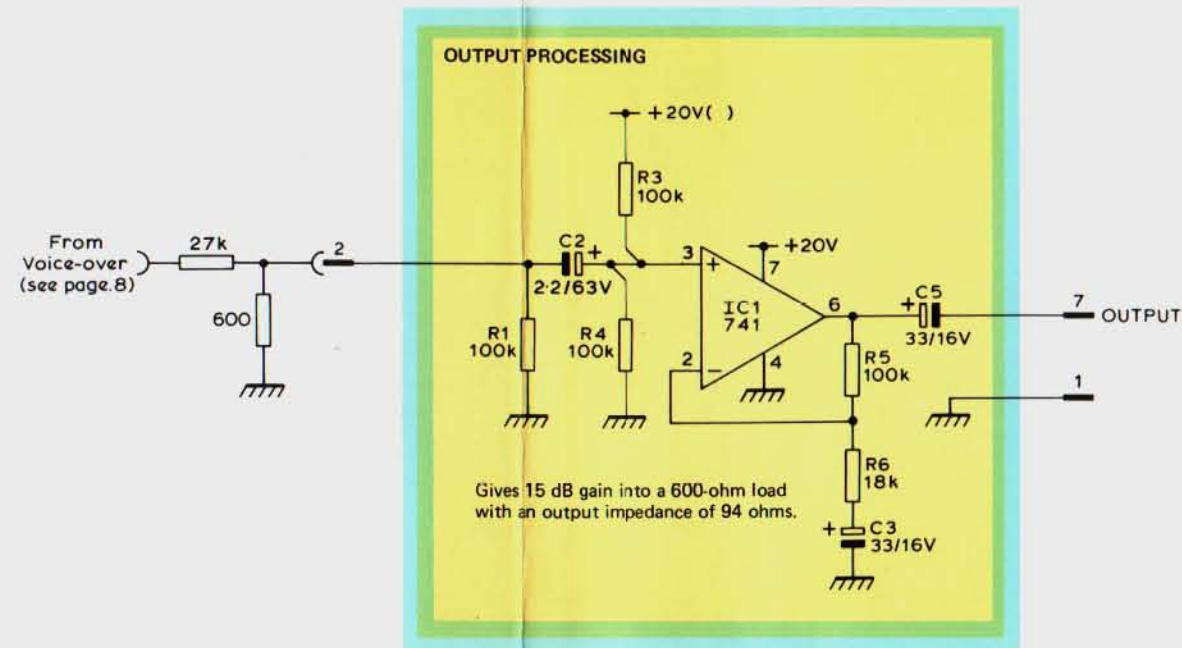 OUTPUT PROCESSING
+20V( )
R3
100k
From
Voice-over
(see page.8)
27k
600
2
C2
+
2·2/63V
R1
100k
R4
100k
3
+
+20V
7
IC1
741
2
−
4
6
+
C5
33/16V
7
OUTPUT
R5
100k
1
R6
18k
+
C3
33/16V
Gives 15 dB gain into a 600-ohm load
with an output impedance of 94 ohms.